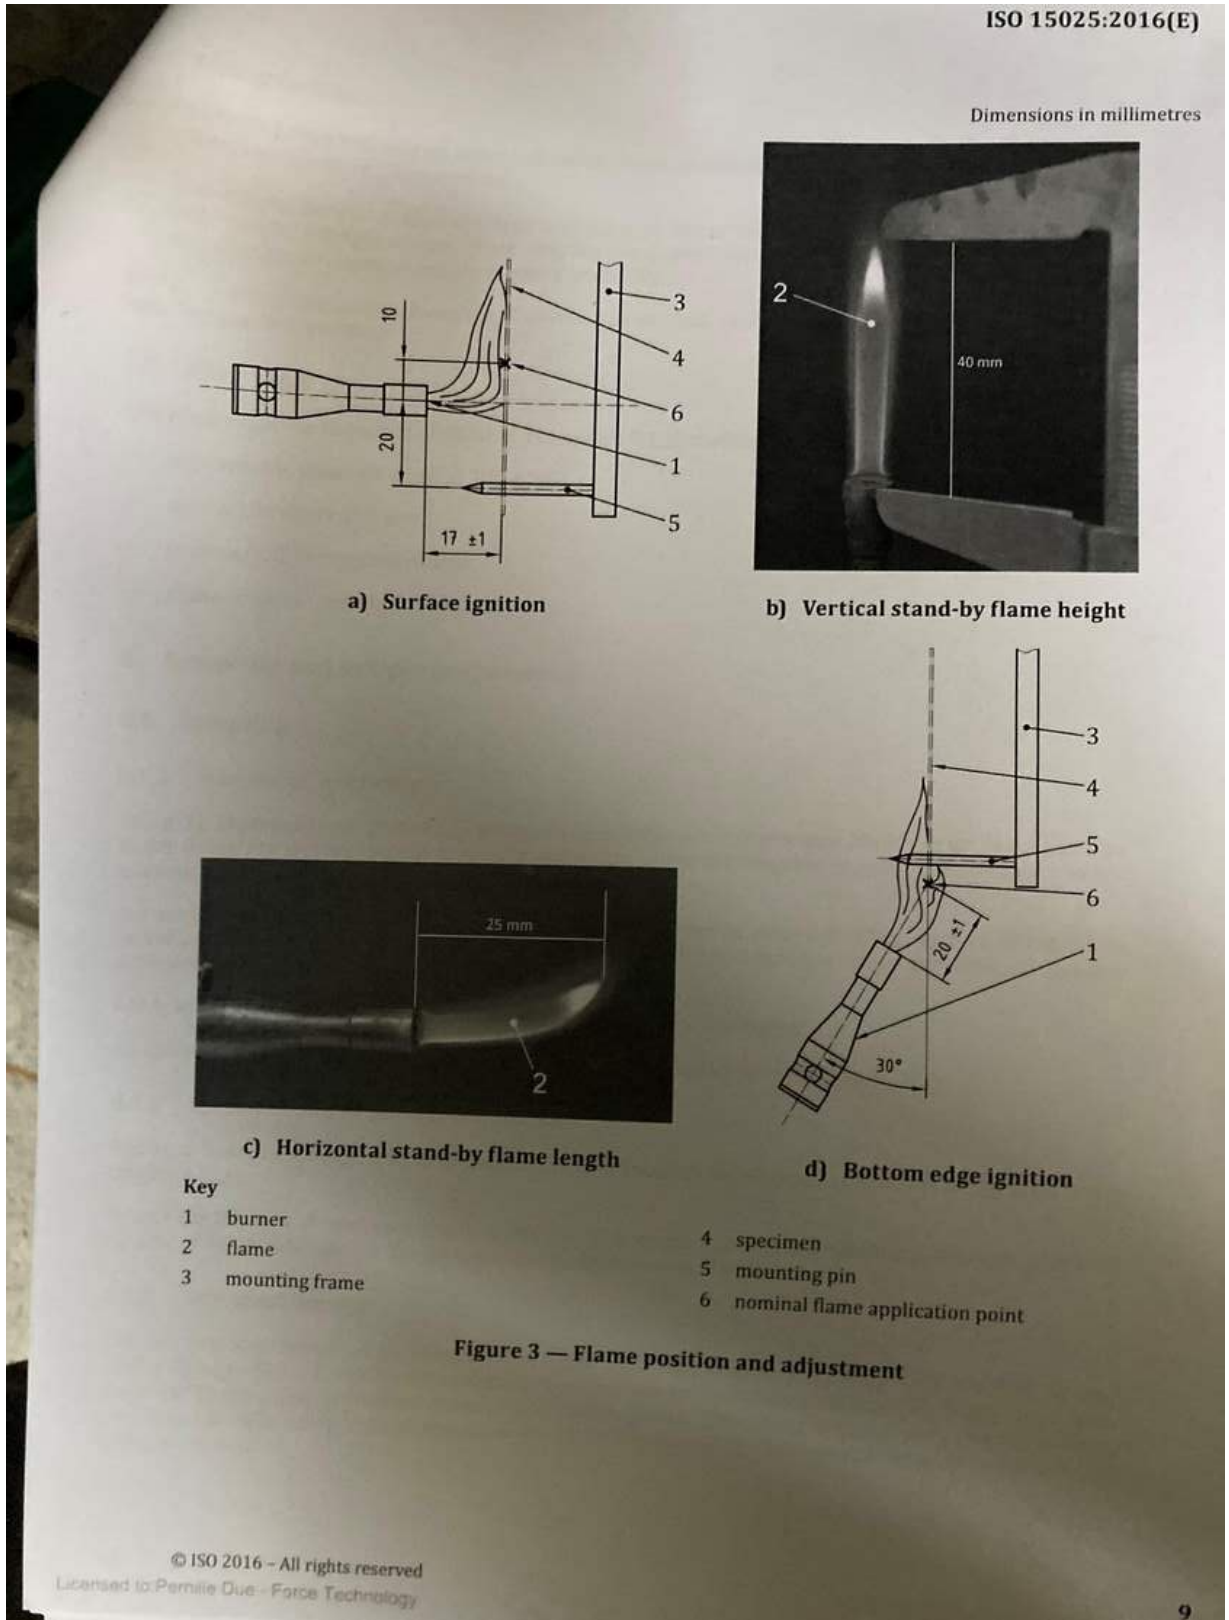 ISO 15025:2016(E)
Dimensions in millimetres
10
20
17 ±1
3
4
6
1
5
a) Surface ignition
2
40 mm
b) Vertical stand-by flame height
25 mm
2
c) Horizontal stand-by flame length
3
4
5
6
1
20 ±1
30°
d) Bottom edge ignition
Key
1 burner
2 flame
3 mounting frame
4 specimen
5 mounting pin
6 nominal flame application point
Figure 3 — Flame position and adjustment
© ISO 2016 – All rights reserved
Licensed to Pernille Due - Force Technology
9